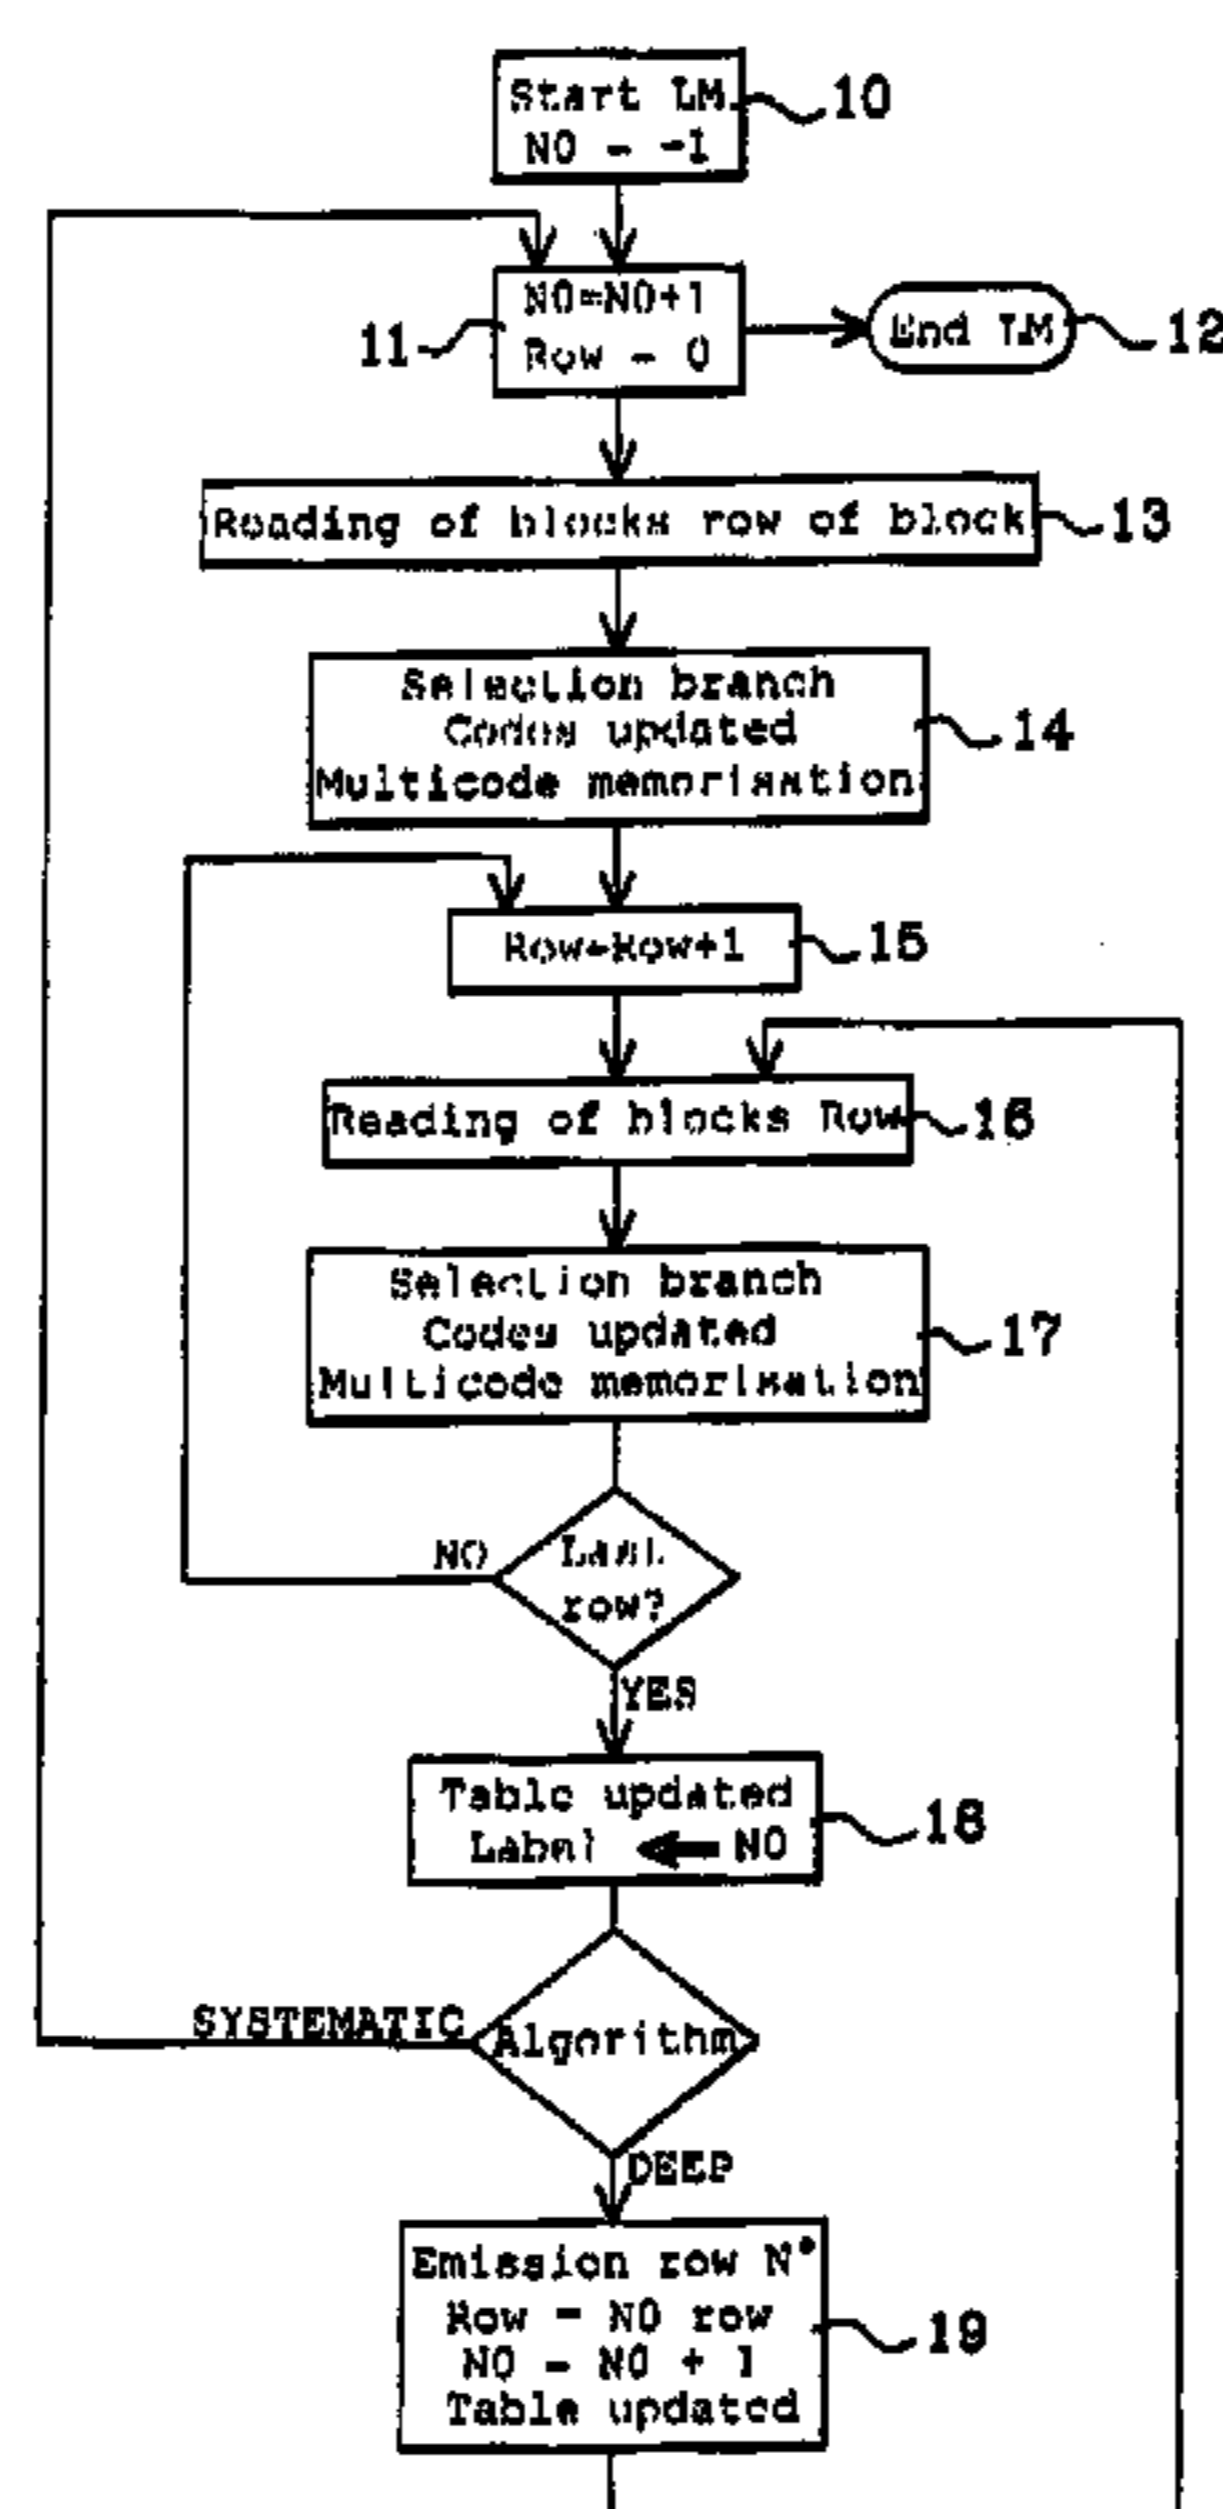 Start LM
N0 = -1
10
N0=N0+1
Row = 0
11
End LM
12
Reading of blocks row of block
13
Selection branch
Codes updated
Multicode memorisation
14
Row=Row+1
15
Reading of blocks Row
16
Selection branch
Codes updated
Multicode memorisation
17
Last
row?
NO
YES
Table updated
Label ← N0
18
SYSTEMATIC
Algorithm
DEEP
Emission row N°
Row = N0 row
N0 = N0 + 1
Table updated
19